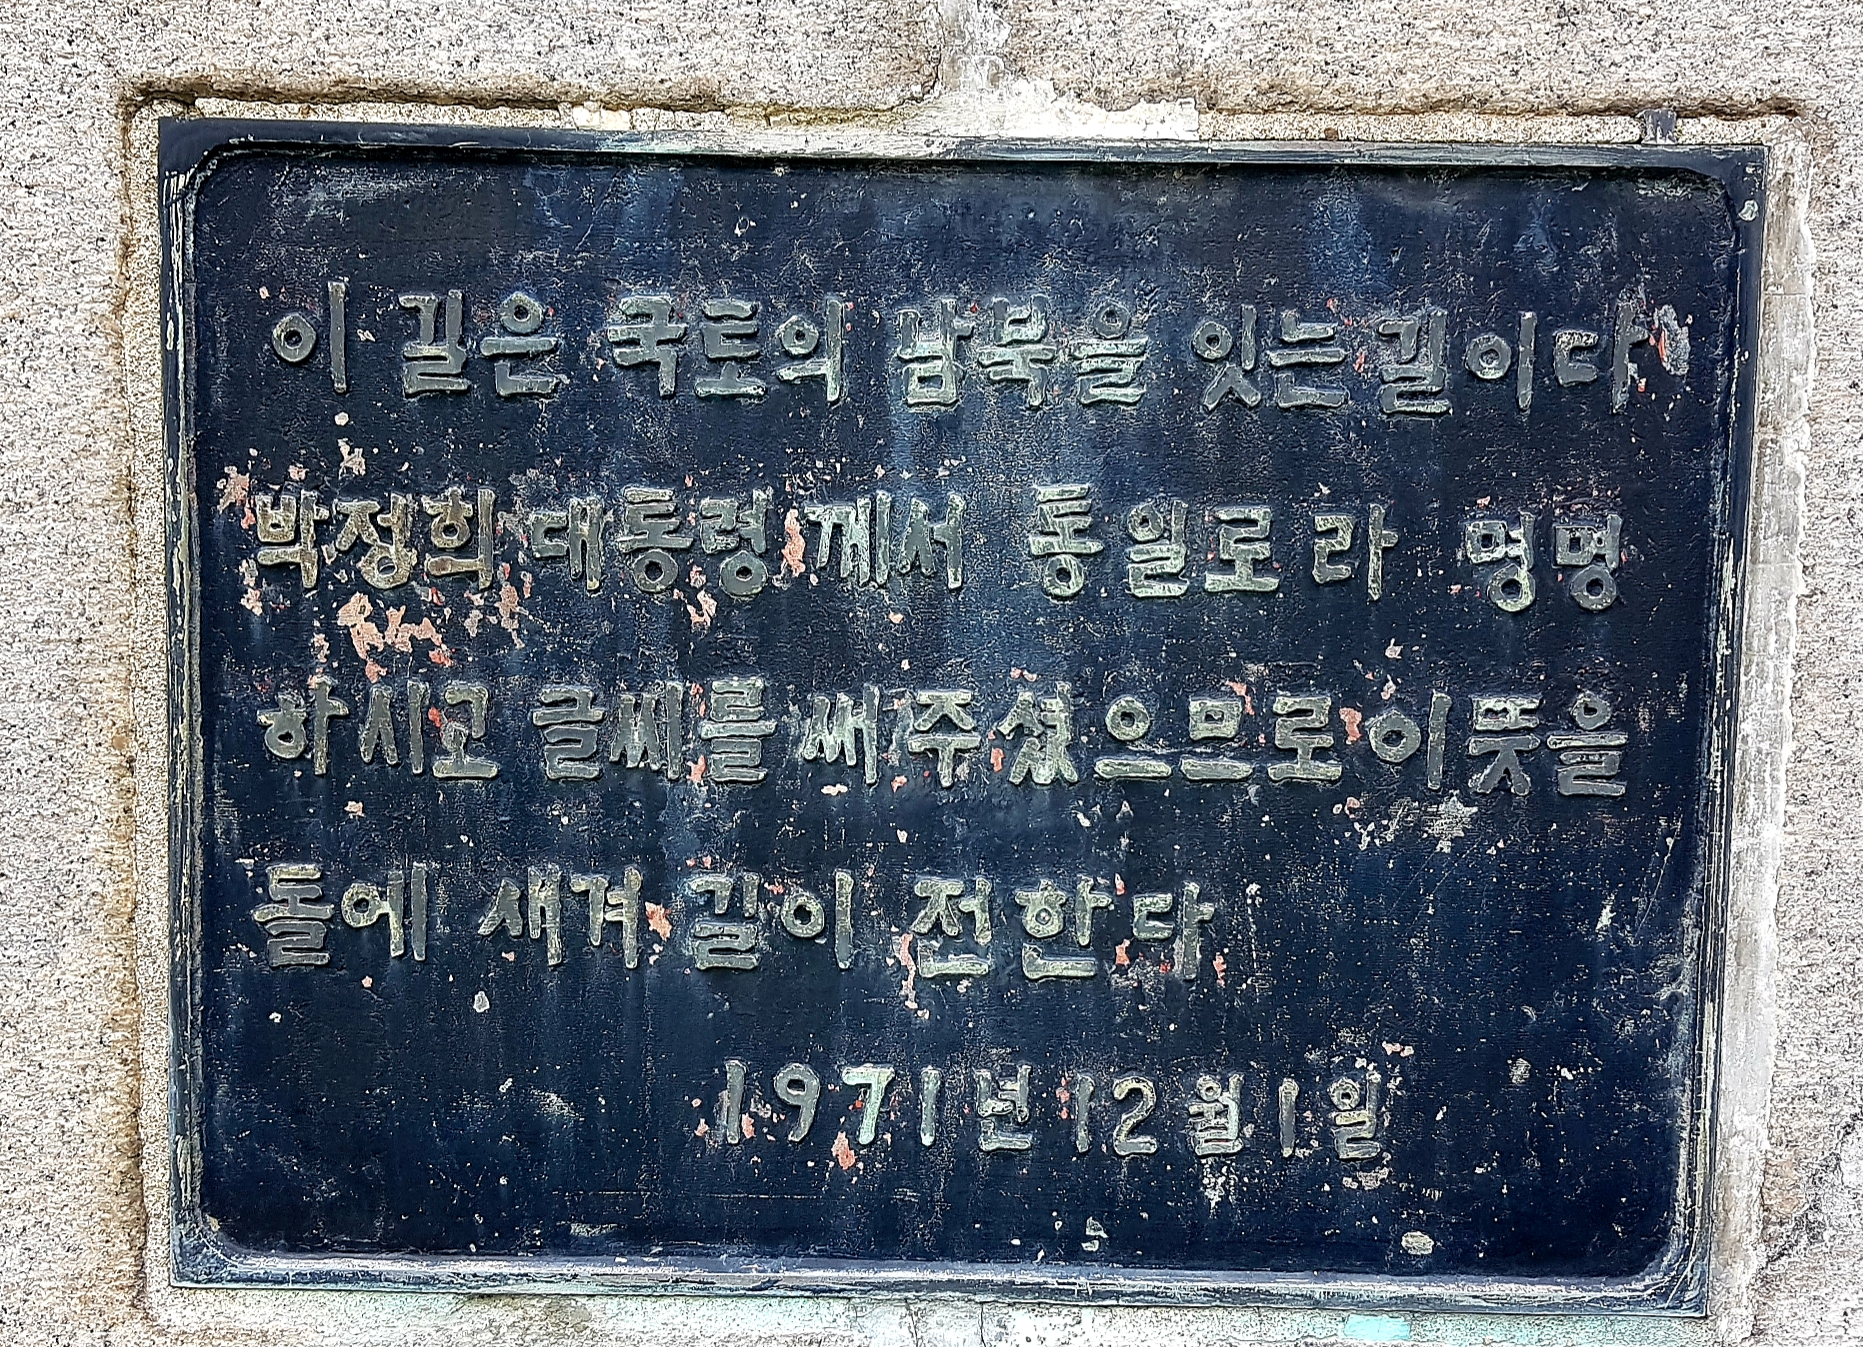 이 길은 국토의 남북을 잇는길이다
박정희 대통령께서 통일로라 명명
하시고 글씨를 써주셨으므로이뜻을
돌에 새겨 길이 전한다
1971년 12월1일